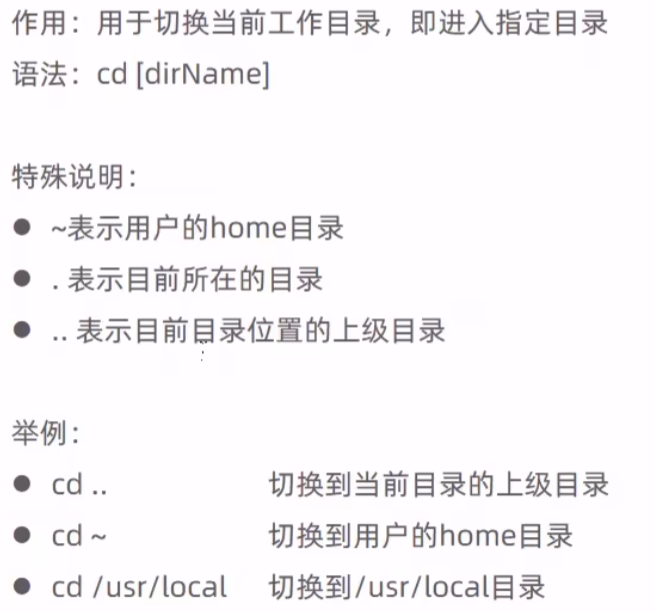 作用：用于切换当前工作目录，即进入指定目录
语法：cd [dirName]
特殊说明：
● ~表示用户的home目录
● . 表示目前所在的目录
● .. 表示目前目录位置的上级目录
举例：
● cd .. 切换到当前目录的上级目录
● cd ~ 切换到用户的home目录
● cd /usr/local 切换到/usr/local目录